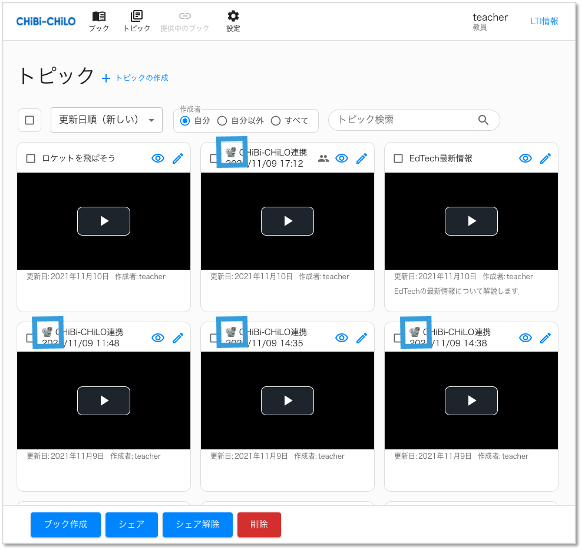 CHiBi-CHiLO
ブック
トピック
提供中のブック
設定
teacher
教員
LTI情報
トピック
トピックの作成
更新日順（新しい）
作成者
自分
自分以外
すべて
トピック検索
ロケットを飛ばそう
CHiBi-CHiLO連携
2021/11/09 17:12
EdTech最新情報
更新日:2021年11月10日 作成者:teacher
更新日:2021年11月10日 作成者:teacher
更新日:2021年11月10日 作成者:teacher
EdTechの最新情報について解説します
CHiBi-CHiLO連携
2021/11/09 11:48
CHiBi-CHiLO連携
2021/11/09 14:35
CHiBi-CHiLO連携
2021/11/09 14:38
更新日:2021年11月9日 作成者:teacher
更新日:2021年11月9日 作成者:teacher
更新日:2021年11月9日 作成者:teacher
ブック作成
シェア
シェア解除
削除